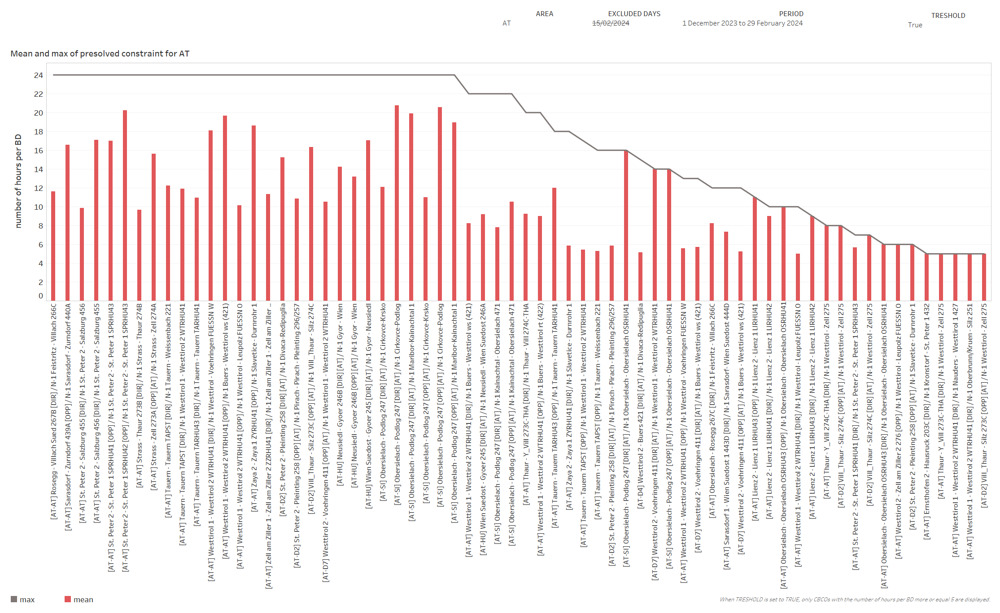 AREA
EXCLUDED DAYS
PERIOD
TRESHOLD
AT
15/02/2024
1 December 2023 to 29 February 2024
True
Mean and max of presolved constraint for AT
number of hours per BD
24
22
20
18
16
14
12
10
8
6
4
2
0
[AT-AT] Rosegg - Villach Sued 267B [DIR] / N-1 Feistritz - Villach 266C
[AT-AT] Sarasdorf - Zurndorf 439A [OPP] / N-1 Sarasdorf - Zurndorf 440A
[AT-AT] St. Peter 2 - Salzburg 455 [DIR] / N-1 St. Peter 2 - Salzburg 456
[AT-AT] St. Peter 2 - Salzburg 456 [DIR] / N-1 St. Peter 2 - Salzburg 455
[AT-AT] St. Peter 2 - St. Peter 1 SPRHU41 [OPP] / N-1 St. Peter 2 - St. Peter 1 SPRHU43
[AT-AT] St. Peter 2 - St. Peter 1 SPRHU42 [OPP] / N-1 St. Peter 2 - St. Peter 1 SPRHU43
[AT-AT] Strass - Thaur 273B [DIR] / N-1 Strass - Thaur 274B
[AT-AT] Strass - Zell 273A [OPP] [AT] / N-1 Strass - Zell 274A
[AT-AT] Tauern - Tauern TAPST [DIR] / N-1 Tauern - Weissenbach 221
[AT-AT] Tauern - Tauern TAPST [DIR] / N-1 Westtirol 1 - Westtirol 2 WTRHU41
[AT-AT] Tauern - Tauern TARHU43 [DIR] / N-1 Tauern - Tauern TARHU41
[AT-AT] Westtirol 1 - Westtirol 2 WTRHU41 [DIR] / N-1 Westtirol - Voehringen FUESSN W
[AT-AT] Westtirol 1 - Westtirol 2 WTRHU41 [OPP] / N-1 Buers - Westtirol ws (421)
[AT-AT] Westtirol 1 - Westtirol 2 WTRHU41 [OPP] / N-1 Westtirol - Leupolz FUESSN O
[AT-AT] Zaya 2 - Zaya 1 ZYRHU41 [OPP] / N-1 Slavetice - Durnrohr 1
[AT-AT] Zell am Ziller 1 - Zell am Ziller 2 ZZRHU41 [DIR] / N-1 Zell am Ziller 1 - Zell am Ziller ..
[AT-D2] St. Peter 2 - Pleinting 258 [DIR] [AT] / N-1 Divaca-Redipuglia
[AT-D2] St. Peter 2 - Pleinting 258 [OPP] [AT] / N-1 Pirach - Pirach - Pleinting 296/257
[AT-D2] Vill_Thaur - Silz 273C [OPP] [AT] / N-1 Vill_Thaur - Silz 274C
[AT-D7] Westtirol 2 - Voehringen 411 [OPP] [AT] / N-1 Westtirol 1 - Westtirol 2 WTRHU41
[AT-HU] Neusiedl - Gyoer 246B [DIR] [AT] / N-1 Gyor - Wien
[AT-HU] Neusiedl - Gyoer 246B [OPP] [AT] / N-1 Gyor - Wien
[AT-HU] Wien Suedost - Gyoer 245 [DIR] [AT] / N-1 Gyor - Neusiedl
[AT-SI] Obersielach - Podlog 247 [DIR] [AT] / N-1 Cirkovce-Krsko
[AT-SI] Obersielach - Podlog 247 [DIR] [AT] / N-1 Cirkovce-Podlog
[AT-SI] Obersielach - Podlog 247 [DIR] [AT] / N-1 Maribor-Kainachtal 1
[AT-SI] Obersielach - Podlog 247 [OPP] [AT] / N-1 Cirkovce-Krsko
[AT-SI] Obersielach - Podlog 247 [OPP] [AT] / N-1 Cirkovce-Podlog
[AT-SI] Obersielach - Podlog 247 [OPP] [AT] / N-1 Maribor-Kainachtal 1
[AT-AT] Westtirol 1 - Westtirol 2 WTRHU41 [DIR] / N-1 Buers - Westtirol ws (421)
[AT-HU] Wien Suedost - Gyoer 245 [DIR] [AT] / N-1 Neusiedl - Wien Suedost 246A
[AT-SI] Obersielach - Podlog 247 [DIR] [AT] / N-1 Kainachtal - Obersielach 471
[AT-SI] Obersielach - Podlog 247 [OPP] [AT] / N-1 Kainachtal - Obersielach 471
[AT-AT] Thaur - Y_Vill 273C-THA [DIR] / N-1 Thaur - Vill 274C-THA
[AT-AT] Westtirol 1 - Westtirol 2 WTRHU41 [OPP] / N-1 Buers - Westtirol rt (422)
[AT-AT] Tauern - Tauern TARHU43 [OPP] / N-1 Tauern - Tauern TARHU41
[AT-AT] Zaya 2 - Zaya 1 ZYRHU41 [DIR] / N-1 Slavetice - Durnrohr 1
[AT-AT] Tauern - Tauern TAPST [OPP] / N-1 Westtirol 1 - Westtirol 2 WTRHU41
[AT-AT] Tauern - Tauern TAPST [OPP] / N-1 Tauern - Weissenbach 221
[AT-D2] St. Peter 2 - Pleinting 258 [DIR] [AT] / N-1 Pirach - Pirach - Pleinting 296/257
[AT-SI] Obersielach - Podlog 247 [DIR] [AT] / N-1 Obersielach - Obersielach OSRHU41
[AT-D4] Westtirol 2 - Buers 421 [DIR] [AT] / N-1 Divaca-Redipuglia
[AT-D7] Westtirol 2 - Voehringen 411 [DIR] [AT] / N-1 Westtirol 1 - Westtirol 2 WTRHU41
[AT-SI] Obersielach - Podlog 247 [OPP] [AT] / N-1 Obersielach - Obersielach OSRHU41
[AT-AT] Westtirol 1 - Westtirol 2 WTRHU41 [OPP] / N-1 Westtirol - Voehringen FUESSN W
[AT-D7] Westtirol 2 - Voehringen 411 [DIR] [AT] / N-1 Buers - Westtirol ws (421)
[AT-AT] Obersielach - Rosegg 267C [DIR] / N-1 Feistritz - Villach 266C
[AT-AT] Sarasdorf 1 - Wien Suedost 1 443D [DIR] / N-1 Sarasdorf- Wien Suedost 444D
[AT-D7] Westtirol 2 - Voehringen 411 [OPP] [AT] / N-1 Buers - Westtirol ws (421)
[AT-AT] Lienz 2 - Lienz 1 LIRHU43 [OPP] / N-1 Lienz 2 - Lienz 1 LIRHU41
[AT-AT] Lienz 2 - Lienz 1 LIRHU41 [DIR] / N-1 Lienz 2 - Lienz 1 LIRHU42
[AT-AT] Obersielach - Obersielach OSRHU43 [OPP] / N-1 Obersielach - Obersielach OSRHU41
[AT-AT] Westtirol 1 - Westtirol 2 WTRHU41 [DIR] / N-1 Westtirol - Leupolz FUESSN O
[AT-AT] Lienz 2 - Lienz 1 LIRHU43 [DIR] / N-1 Lienz 2 - Lienz 1 LIRHU42
[AT-AT] Thaur - Y_Vill 274C-THA [DIR] / N-1 Westtirol - Zell 275
[AT-D2] Vill_Thaur - Silz 274C [OPP] [AT] / N-1 Westtirol - Zell 275
[AT-AT] St. Peter 2 - St. Peter 1 SPRHU41 [DIR] / N-1 St. Peter 2 - St. Peter 1 SPRHU43
[AT-D2] Vill_Thaur - Silz 274C [DIR] [AT] / N-1 Westtirol - Zell 275
[AT-AT] Obersielach - Obersielach OSRHU43 [DIR] / N-1 Obersielach - Obersielach OSRHU41
[AT-AT] Westtirol 2 - Zell am Ziller 2 276 [OPP] / N-1 Westtirol - Leupolz FUESSN O
[AT-D2] St. Peter 2 - Pleinting 258 [OPP] [AT] / N-1 Slavetice - Durnrohr 1
[AT-AT] Ernsthofen 2 - Hausruck 203C [DIR] / N-1 Kronstorf - St. Peter 1 432
[AT-AT] Thaur - Y_Vill 273C-THA [DIR] / N-1 Westtirol - Zell 275
[AT-AT] Westtirol 1 - Westtirol 2 WTRHU41 [DIR] / N-1 Nauders - Westtirol 1 427
[AT-AT] Westtirol 1 - Westtirol 2 WTRHU41 [DIR] / N-1 Oberbrunn/Kruen - Silz 251
[AT-D2] Vill_Thaur - Silz 273C [OPP] [AT] / N-1 Westtirol - Zell 275
max
mean
When TRESHOLD is set to TRUE, only CBCOs with the number of hours per BD more or equal 5 are displayed.